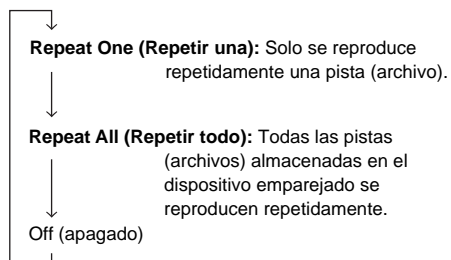 Repeat One (Repetir una): Solo se reproduce
repetidamente una pista (archivo).
Repeat All (Repetir todo): Todas las pistas
(archivos) almacenadas en el
dispositivo emparejado se
reproducen repetidamente.
Off (apagado)